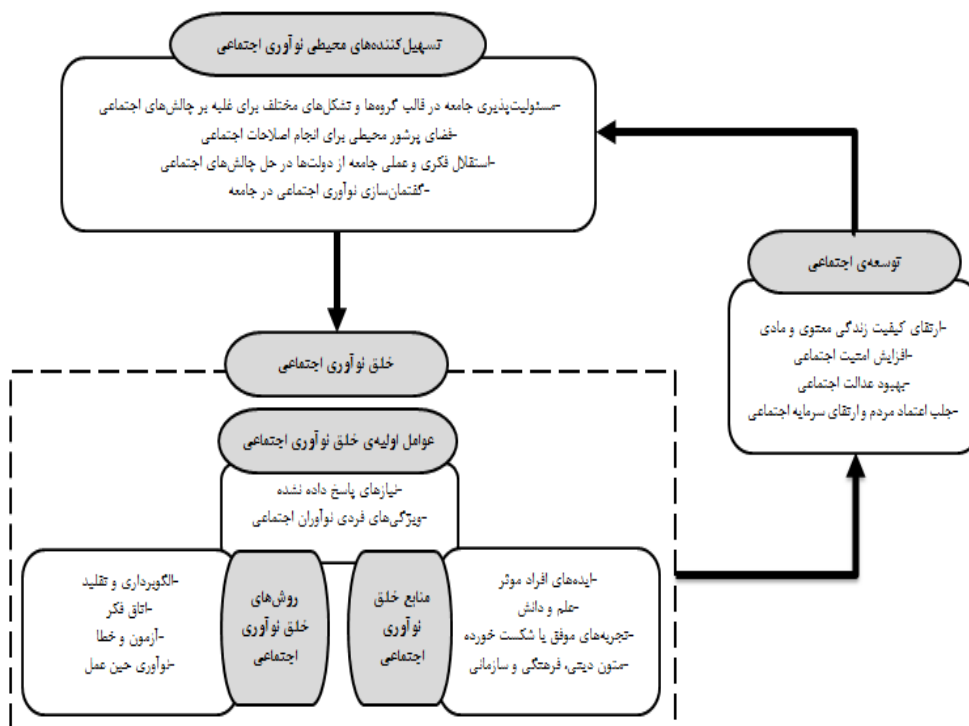 تسهیل‌کننده‌های محیطی نوآوری اجتماعی
-مسئولیت‌پذیری جامعه در قالب گروه‌ها و تشکل‌های مختلف برای غلبه بر چالش‌های اجتماعی
-فضای پرشور محیطی برای انجام اصلاحات اجتماعی
-استقلال فکری و عملی جامعه از دولت‌ها در حل چالش‌های اجتماعی
-گفتمان‌سازی نوآوری اجتماعی در جامعه
توسعه‌ی اجتماعی
-ارتقای کیفیت زندگی معنوی و مادی
-افزایش امنیت اجتماعی
-بهبود عدالت اجتماعی
-جلب اعتماد مردم و ارتقای سرمایه اجتماعی
خلق نوآوری اجتماعی
عوامل اولیه‌ی خلق نوآوری اجتماعی
-نیازهای پاسخ داده نشده
-ویژگی‌های فردی نوآوران اجتماعی
منابع خلق
نوآوری
اجتماعی
-ایده‌های افراد موثر
-علم و دانش
-تجربه‌های موفق یا شکست خورده
-متون دینی، فرهنگی و سازمانی
روش‌های
خلق نوآوری
اجتماعی
-الگوبرداری و تقلید
-اتاق فکر
-آزمون و خطا
-نوآوری حین عمل